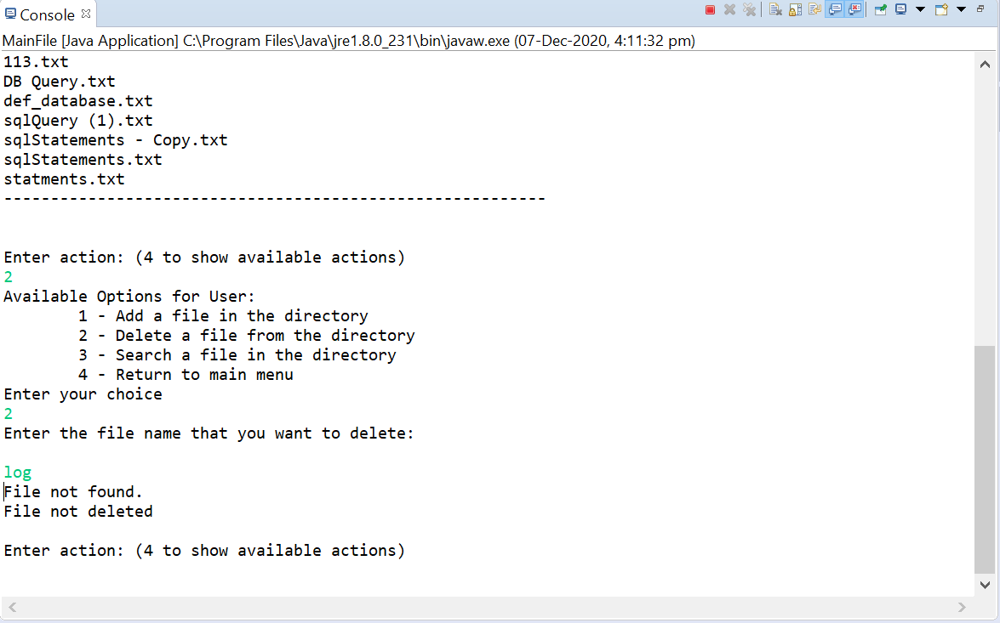 Console
MainFile [Java Application] C:\Program Files\Java\jre1.8.0_231\bin\javaw.exe (07-Dec-2020, 4:11:32 pm)
113.txt
DB Query.txt
def_database.txt
sqlQuery (1).txt
sqlStatements - Copy.txt
sqlStatements.txt
statments.txt
----------------------------------------------------------
Enter action: (4 to show available actions)
2
Available Options for User:
1 - Add a file in the directory
2 - Delete a file from the directory
3 - Search a file in the directory
4 - Return to main menu
Enter your choice
2
Enter the file name that you want to delete:
log
File not found.
File not deleted
Enter action: (4 to show available actions)